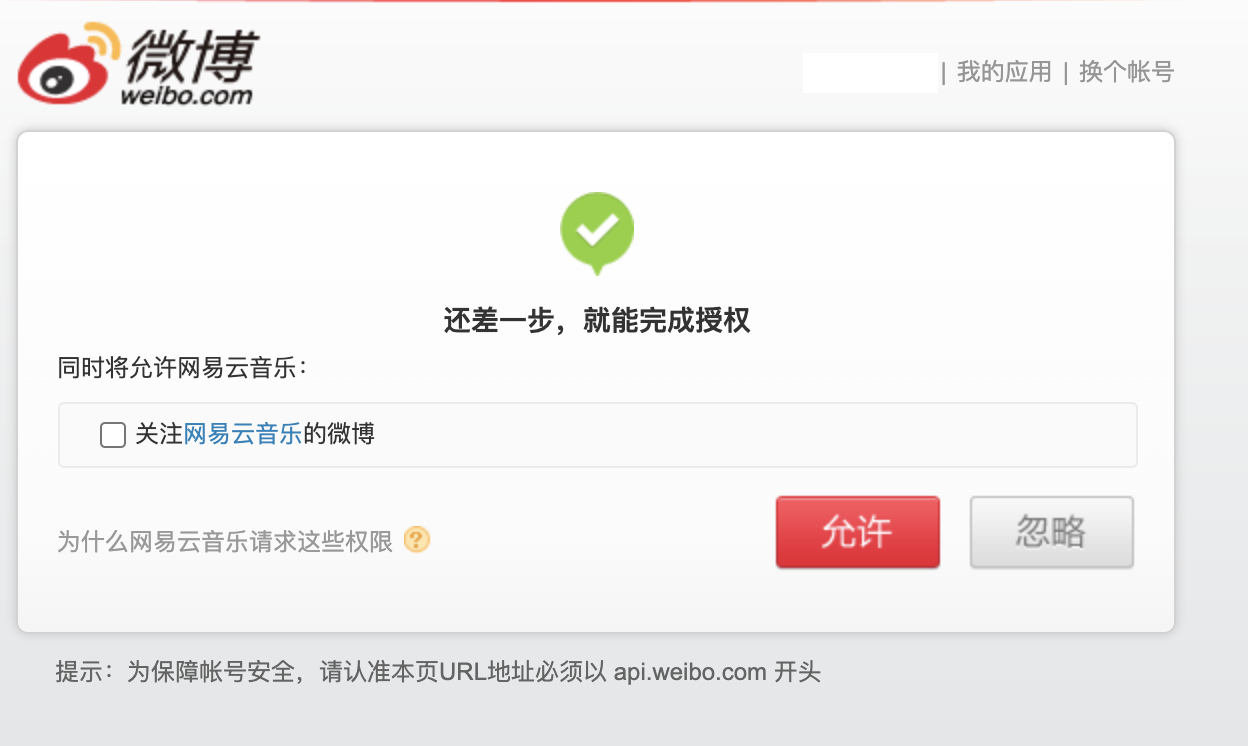 微博
weibo.com
| 我的应用 | 换个帐号
还差一步，就能完成授权
同时将允许网易云音乐：
关注网易云音乐的微博
为什么网易云音乐请求这些权限 ?
允许 忽略
提示：为保障帐号安全，请认准本页URL地址必须以 api.weibo.com 开头